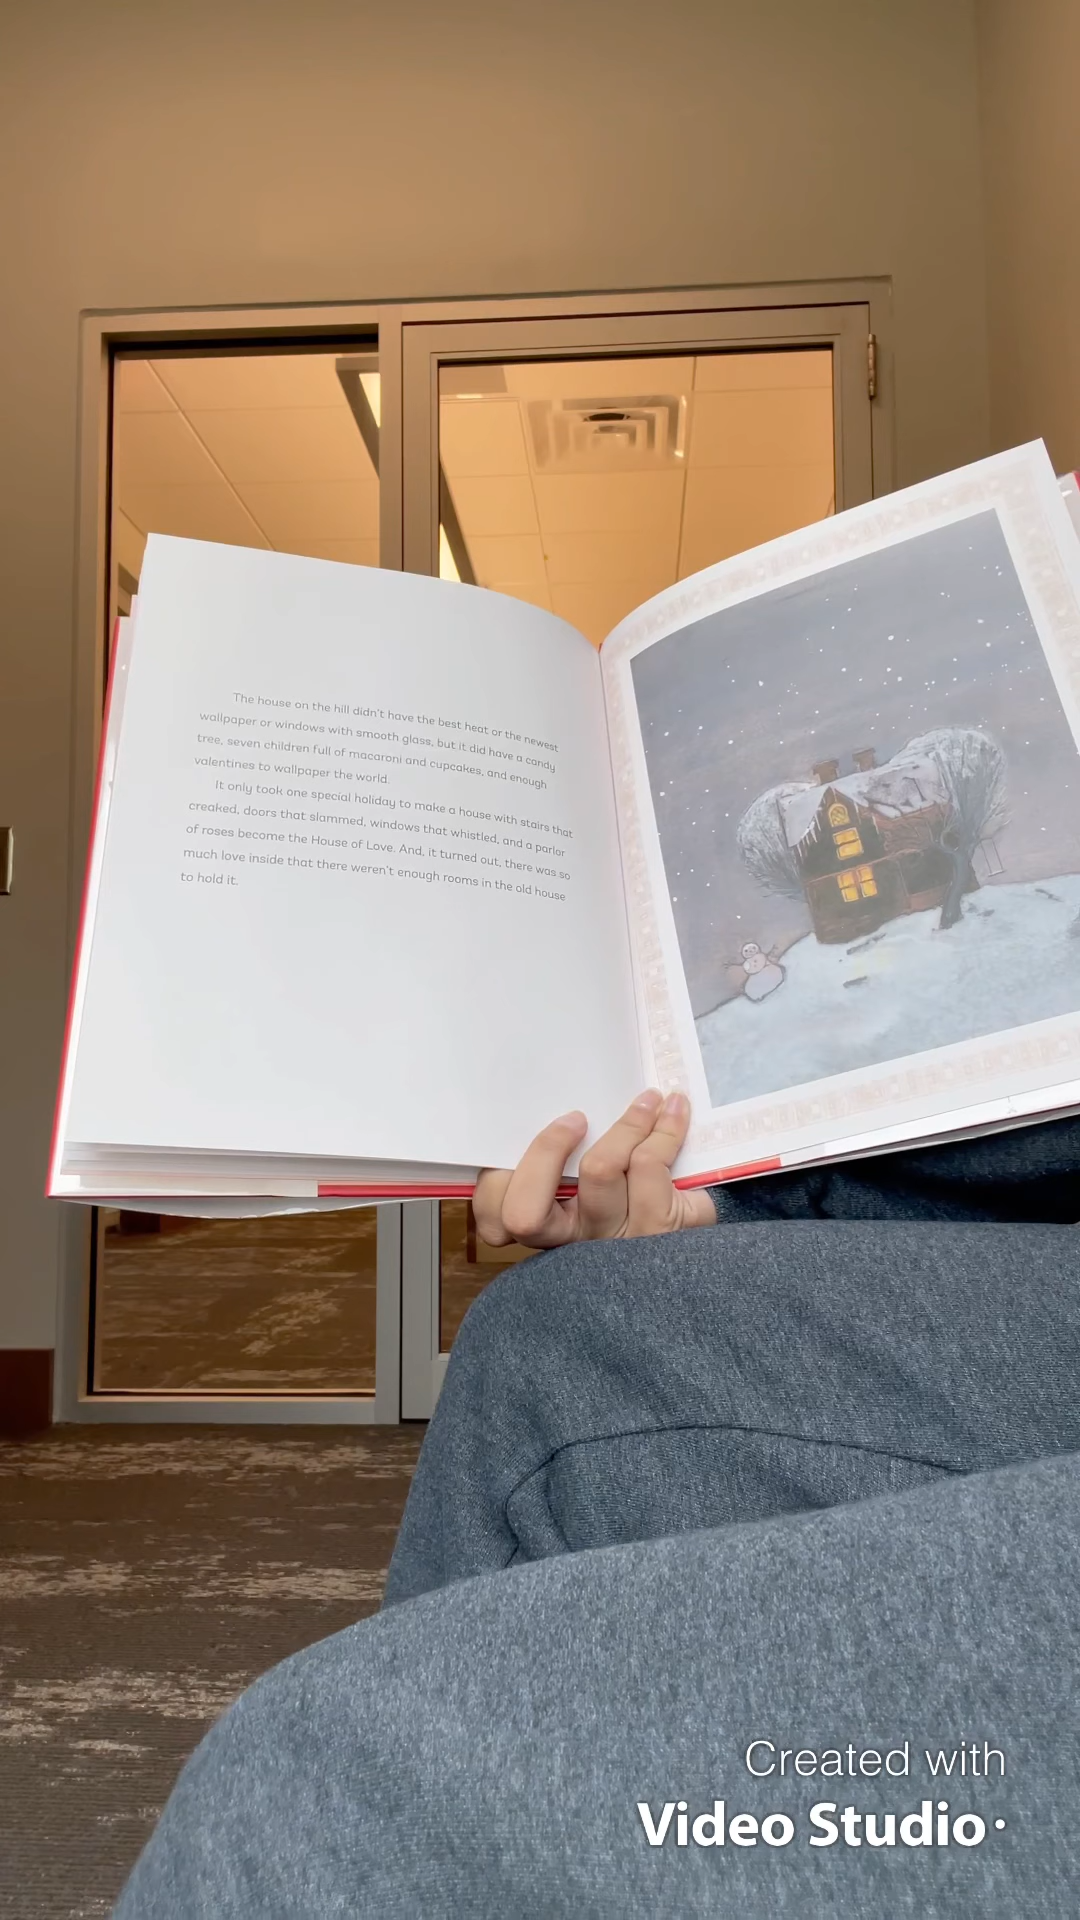 The house on the hill didn't have the best heat or the newest
wallpaper or windows with smooth glass, but it did have a candy
tree, seven children full of macaroni and cupcakes, and enough
valentines to wallpaper the world.
It only took one special holiday to make a house with stairs that
creaked, doors that slammed, windows that whistled, and a parlor
of roses become the House of Love. And, it turned out, there was so
much love inside that there weren't enough rooms in the old house
to hold it.
Created with
Video Studio